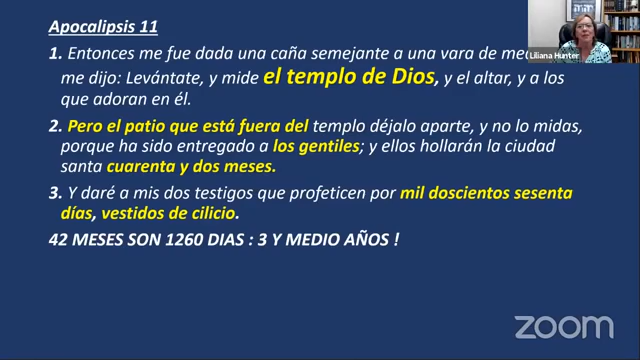 Apocalipsis 11
1. Entonces me fue dada una caña semejante a una vara de
me dijo: Levántate, y mide el templo de Dios, y el altar, y a los
que adoran en él.
2. Pero el patio que está fuera del templo déjalo aparte, y no lo midas,
porque ha sido entregado a los gentiles; y ellos hollarán la ciudad
santa cuarenta y dos meses.
3. Y daré a mis dos testigos que profeticen por mil doscientos sesenta
días, vestidos de cilicio.
42 MESES SON 1260 DIAS : 3 Y MEDIO AÑOS !
Liliana Hunter
zoom